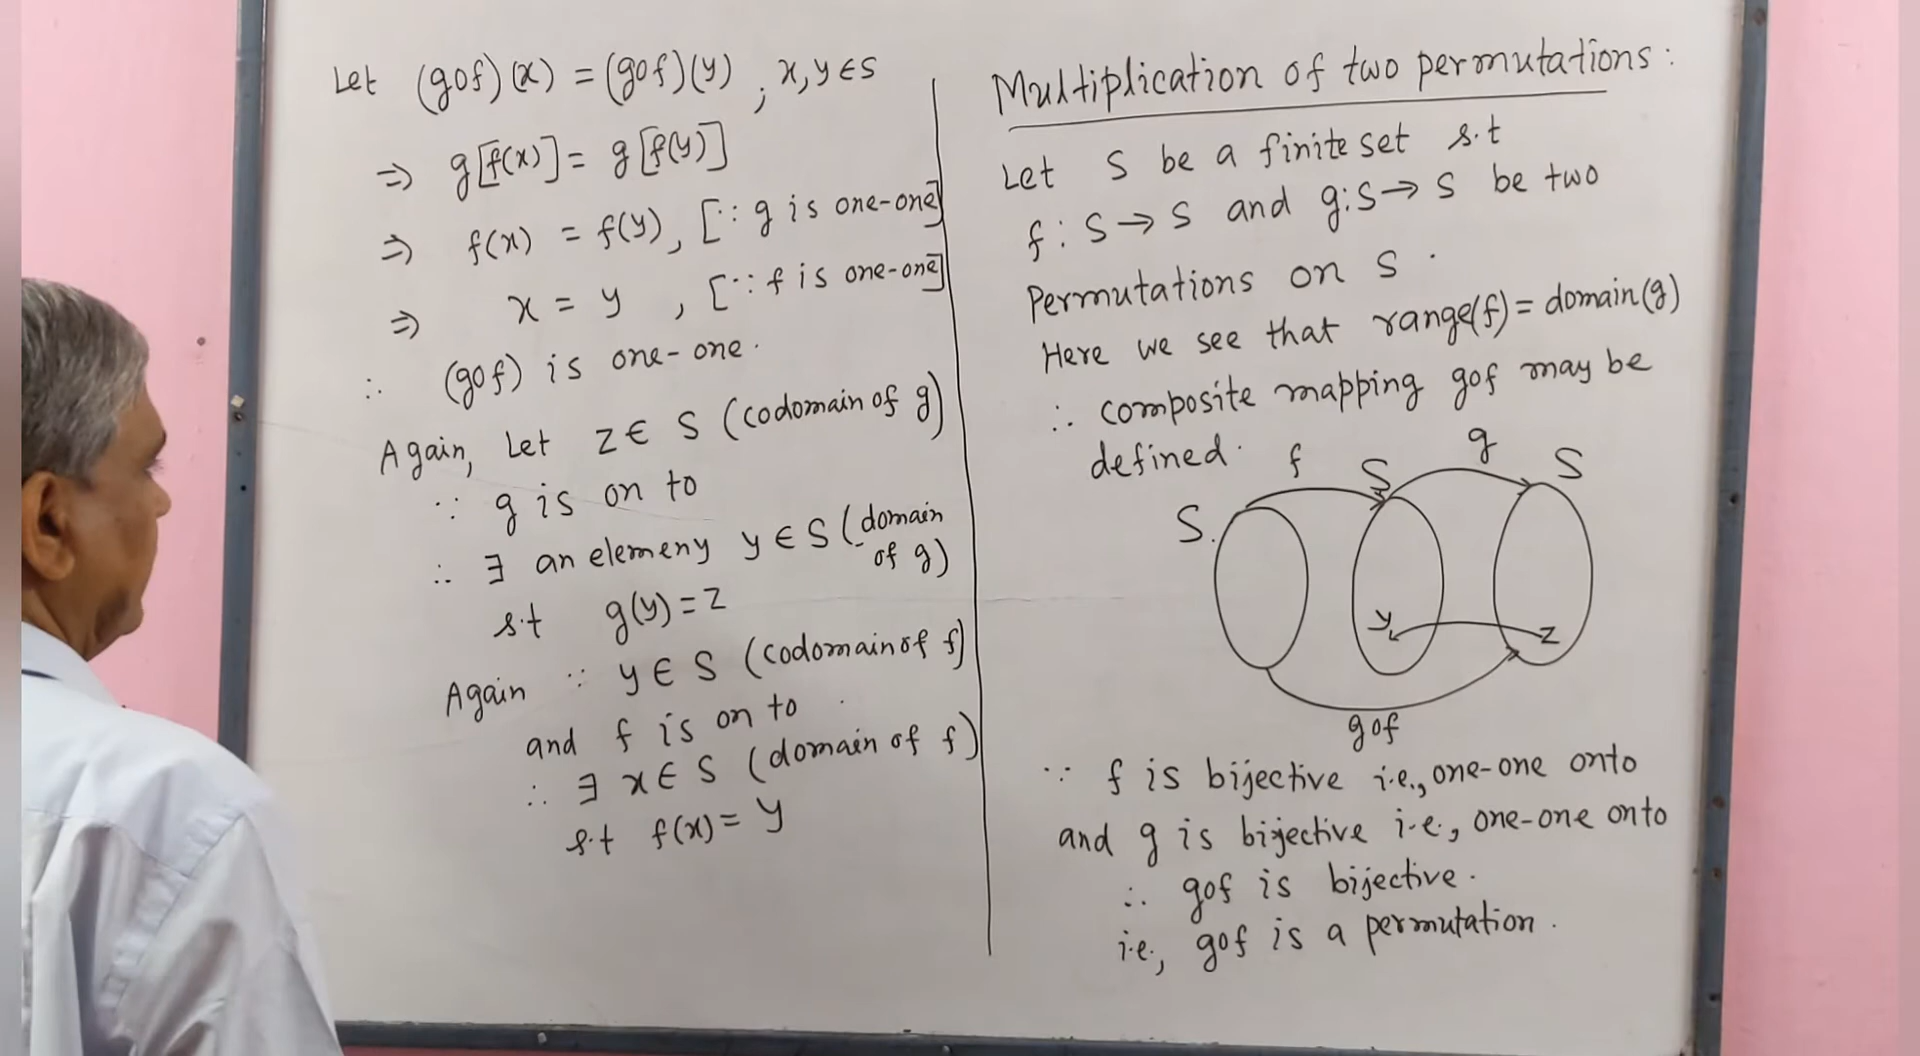 Let (gof)(x) = (gof)(y), x, y ∈ S
⇒ g[f(x)] = g[f(y)]
⇒ f(x) = f(y), [∵ g is one-one]
⇒ x = y, [∵ f is one-one]
∴ (gof) is one-one.
Again, Let z ∈ S (codomain of g)
∵ g is on to
∴ ∃ an elemeny y ∈ S (domain
of g)
s.t g(y) = z
Again ∵ y ∈ S (codomain of f)
and f is on to
∴ ∃ x ∈ S (domain of f)
s.t f(x) = y
Multiplication of two permutations:
Let S be a finite set s.t
f: S → S and g: S → S be two
Permutations on S.
Here we see that range(f) = domain(g)
∴ composite mapping gof may be
defined.
f
g
S.
S
S
y
z
gof
∵ f is bijective i.e., one-one onto
and g is bijective i.e., one-one onto
∴ gof is bijective.
i.e., gof is a permutation.